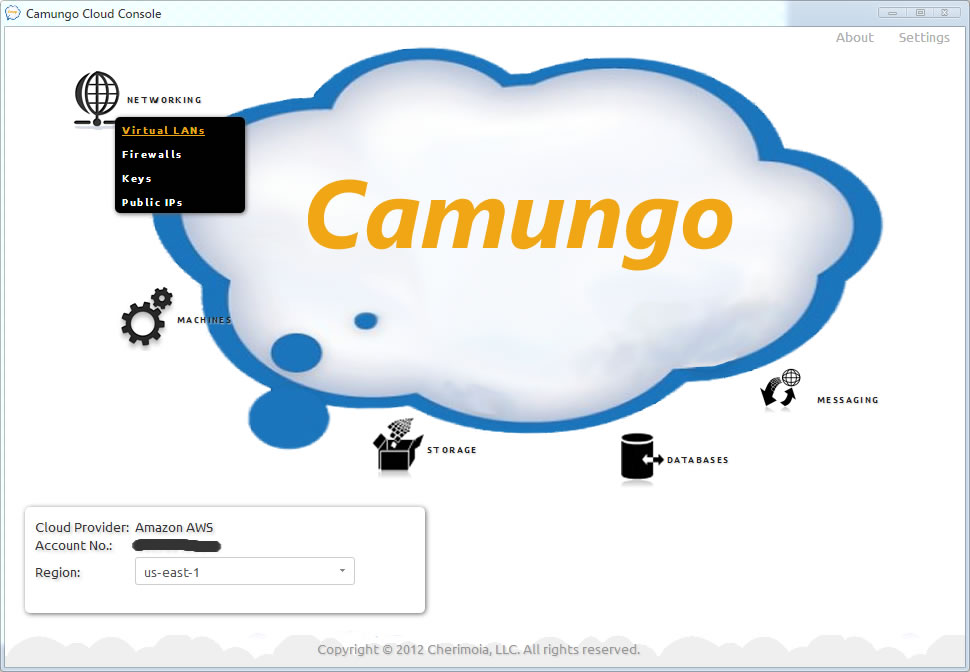 Camungo Cloud Console
About Settings
NETWORKING
Virtual LANs
Firewalls
Keys
Public IPs
Camungo
MACHINES
MESSAGING
STORAGE
DATABASES
Cloud Provider: Amazon AWS
Account No.:
Region: us-east-1
Copyright © 2012 Cherimoia, LLC. All rights reserved.